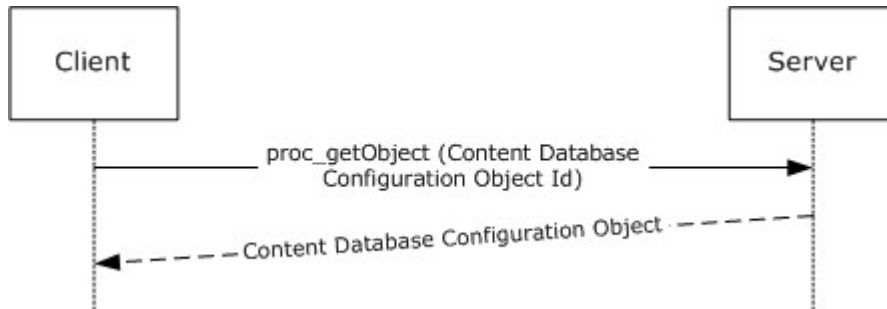 Client
Server
proc_getObject (Content Database
Configuration Object Id)
Content Database Configuration Object